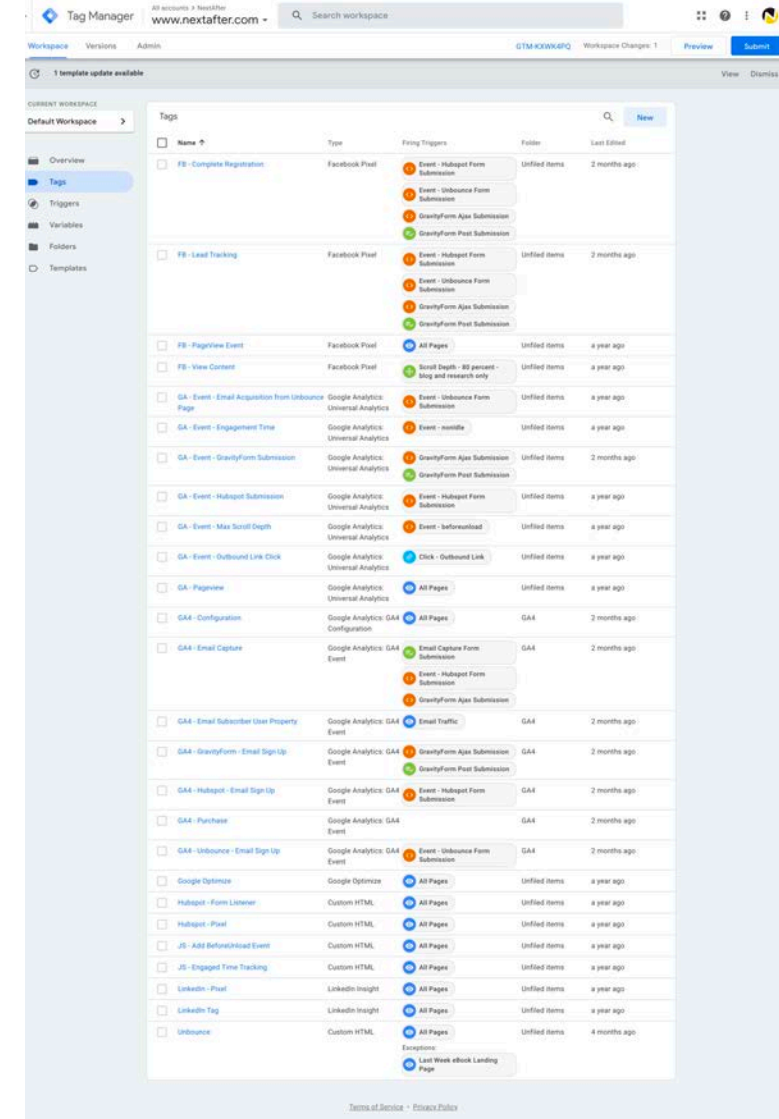 Tag Manager
All accounts > NextAfter
www.nextafter.com
Search workspace
Workspace Versions Admin
GTM-KXWK4PQ Workspace Changes: 1 Preview Submit
1 template update available
View Dismiss
CURRENT WORKSPACE
Default Workspace
Overview
Tags
Triggers
Variables
Folders
Templates
Tags
New
Name Type Firing Triggers Folder Last Edited
FB - Complete Registration Facebook Pixel Event - Hubspot Form Unfiled items 2 months ago
Submission
Event - Unbounce Form
Submission
GravityForm Ajax Submission
GravityForm Post Submission
FB - Lead Tracking Facebook Pixel Event - Hubspot Form Unfiled items 2 months ago
Submission
Event - Unbounce Form
Submission
GravityForm Ajax Submission
GravityForm Post Submission
FB - PageView Event Facebook Pixel All Pages Unfiled items a year ago
FB - View Content Facebook Pixel Scroll Depth - 80 percent - Unfiled items a year ago
blog and research only
GA - Event - Email Acquisition from Unbounce Google Analytics: Event - Unbounce Form Unfiled items a year ago
Page Universal Analytics Submission
GA - Event - Engagement Time Google Analytics: Event - nonidle Unfiled items a year ago
Universal Analytics
GA - Event - GravityForm Submission Google Analytics: GravityForm Ajax Submission Unfiled items 2 months ago
Universal Analytics GravityForm Post Submission
GA - Event - Hubspot Submission Google Analytics: Event - Hubspot Form Unfiled items a year ago
Universal Analytics Submission
GA - Event - Max Scroll Depth Google Analytics: Event - beforeunload Unfiled items a year ago
Universal Analytics
GA - Event - Outbound Link Click Google Analytics: Click - Outbound Link Unfiled items a year ago
Universal Analytics
GA - Pageview Google Analytics: All Pages Unfiled items a year ago
Universal Analytics
GA4 - Configuration Google Analytics: GA4 All Pages GA4 2 months ago
Configuration
GA4 - Email Capture Google Analytics: GA4 Email Capture Form GA4 2 months ago
Event Submission
Event - Hubspot Form
Submission
GravityForm Ajax Submission
GA4 - Email Subscriber User Property Google Analytics: GA4 Email Traffic GA4 2 months ago
Event
GA4 - GravityForm - Email Sign Up Google Analytics: GA4 GravityForm Ajax Submission GA4 2 months ago
Event GravityForm Post Submission
GA4 - Hubspot - Email Sign Up Google Analytics: GA4 Event - Hubspot Form GA4 2 months ago
Event Submission
GA4 - Purchase Google Analytics: GA4 GA4 2 months ago
Event
GA4 - Unbounce - Email Sign Up Google Analytics: GA4 Event - Unbounce Form GA4 2 months ago
Event Submission
Google Optimize Google Optimize All Pages Unfiled items a year ago
Hubspot - Form Listener Custom HTML All Pages Unfiled items a year ago
Hubspot - Pixel Custom HTML All Pages Unfiled items a year ago
JS - Add BeforeUnload Event Custom HTML All Pages Unfiled items a year ago
JS - Engaged Time Tracking Custom HTML All Pages Unfiled items a year ago
LinkedIn - Pixel LinkedIn Insight All Pages Unfiled items a year ago
LinkedIn Tag LinkedIn Insight All Pages Unfiled items a year ago
Unbounce Custom HTML All Pages Unfiled items 4 months ago
Exceptions:
Last Week eBook Landing
Page
Terms of Service · Privacy Policy